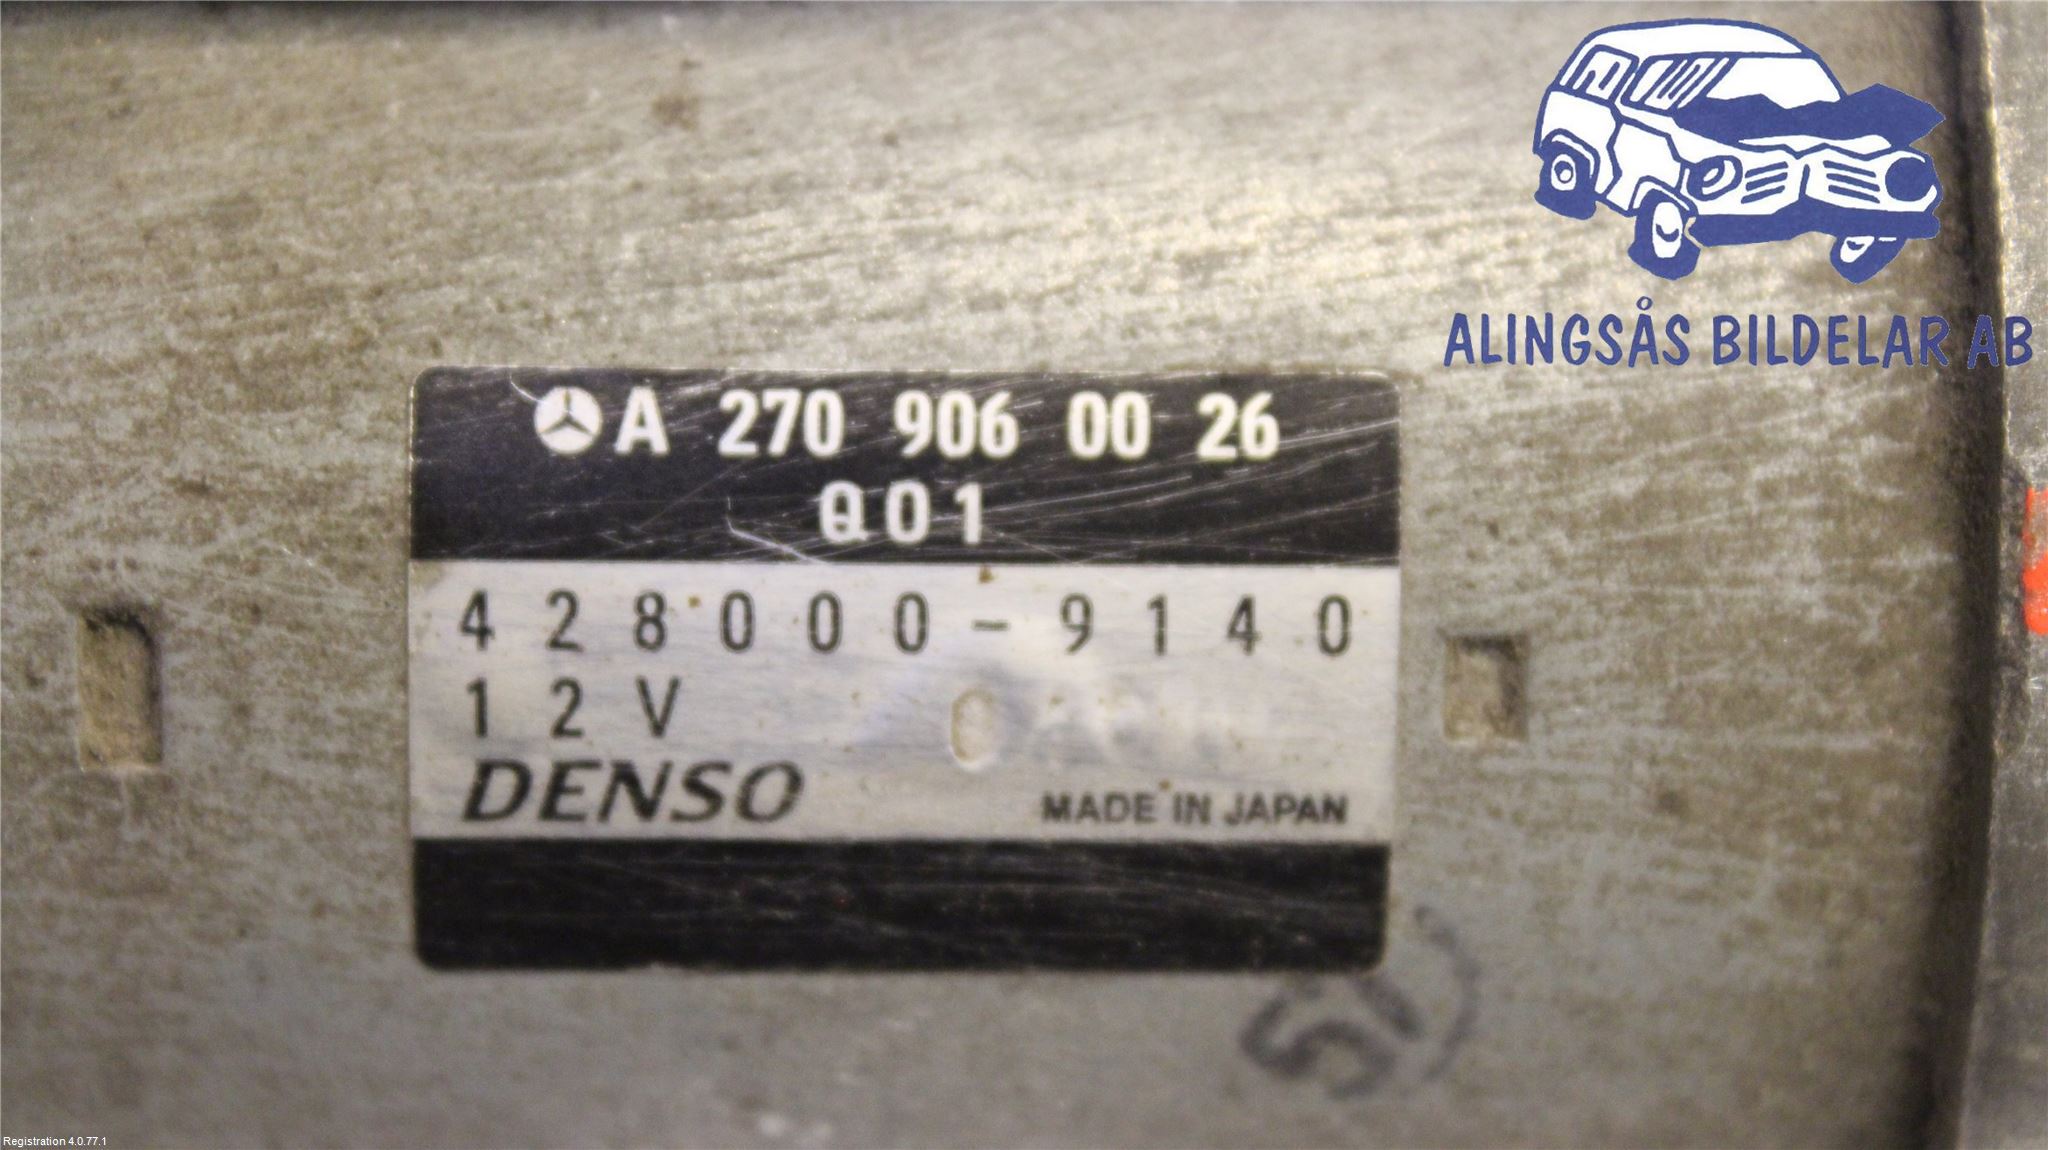 ALINGSÅS BILDELAR AB
A 270 906 00 26
Q01
428000-9140
12V
DENSO MADE IN JAPAN
Registration 4.0.77.1